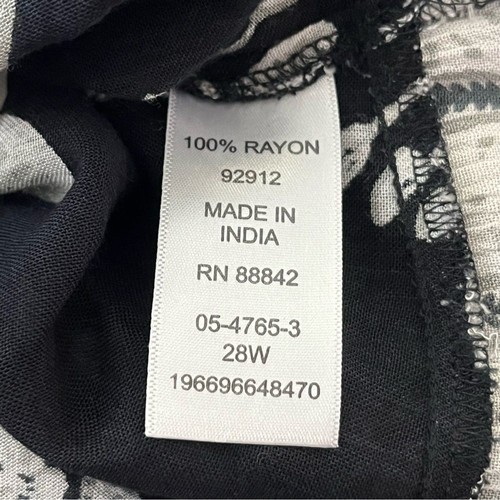 100% RAYON
92912
MADE IN
INDIA
RN 88842
05-4765-3
28W
196696648470